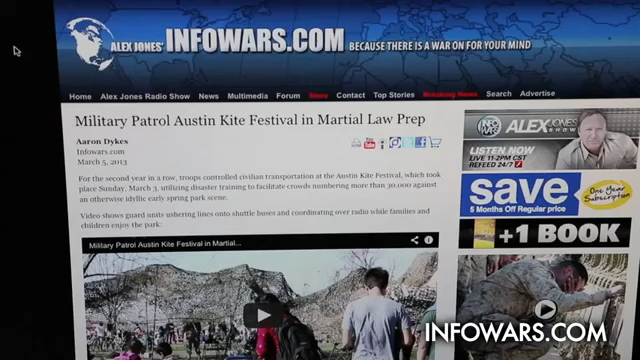 ALEX JONES' INFOWARS.COM BECAUSE THERE IS A WAR ON FOR YOUR MIND
Home Alex Jones Radio Show News Multimedia Forum Store Contact Top Stories Breaking News Search Advertise
Military Patrol Austin Kite Festival in Martial Law Prep
Aaron Dykes
Infowars.com
March 5, 2013
For the second year in a row, troops controlled civilian transportation at the Austin Kite Festival, which took
place Sunday, March 3, utilizing disaster training to facilitate crowds numbering more than 30,000 against
an otherwise idyllic early spring park scene.
Video shows guard units ushering lines onto shuttle buses and coordinating over radio while families and
children enjoy the park:
Military Patrol Austin Kite Festival in Martial...
INFO WARS ALEX JONES SHOW
LISTEN NOW
LIVE 11-2PM CST
REFEED 24/7
save
5 Months Off Regular price
One Year Subscription
+1 BOOK
INFOWARS.COM